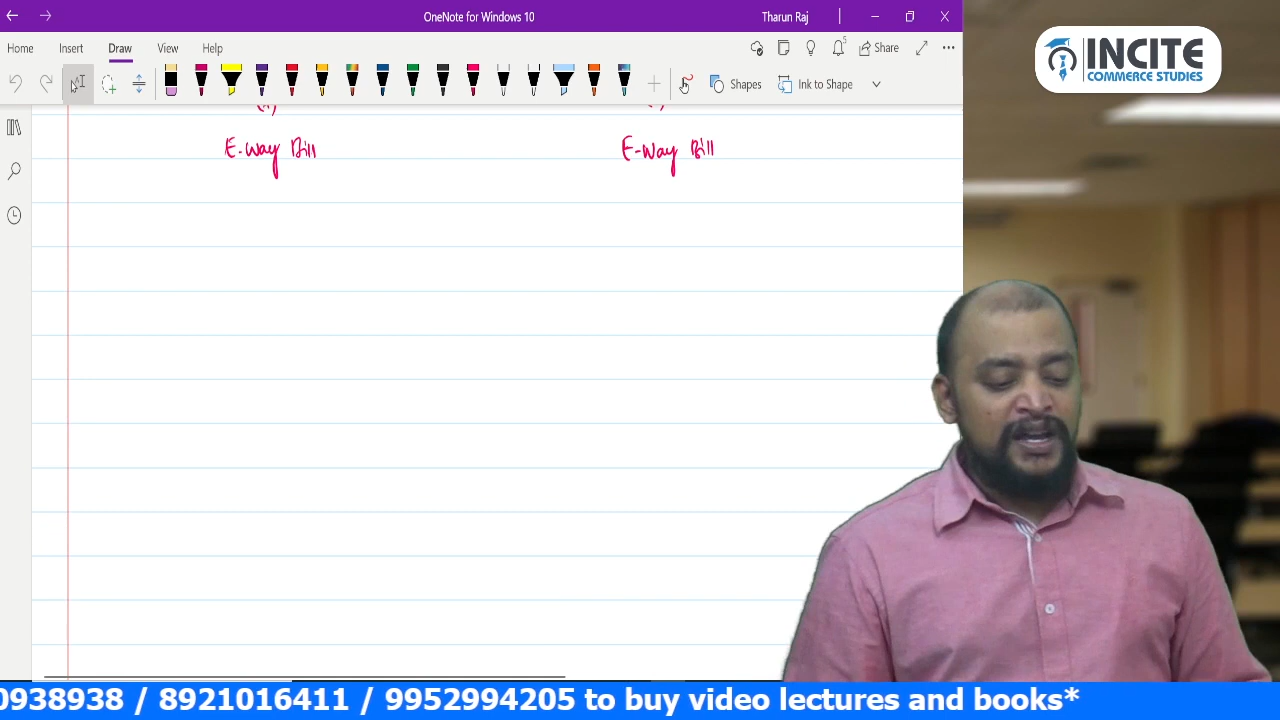 OneNote for Windows 10
Tharun Raj
Home Insert Draw View Help
5
Share
Shapes
Ink to Shape
E-Way Bill E-Way Bill
INCITE
COMMERCE STUDIES
0938938 / 8921016411 / 9952994205 to buy video lectures and books*